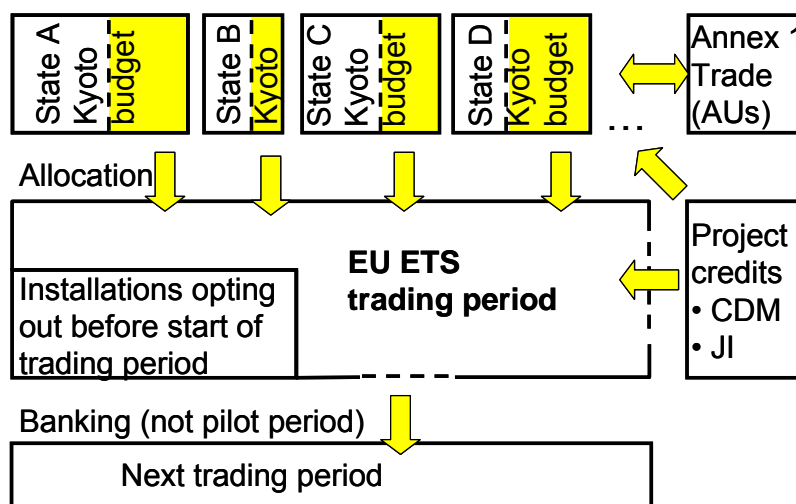 State A
Kyoto
budget
State B
Kyoto
State C
Kyoto
budget
State D
Kyoto
budget
...
Annex 1
Trade
(AUs)
Allocation
EU ETS
trading period
Installations opting
out before start of
trading period
Project
credits
• CDM
• JI
Banking (not pilot period)
Next trading period